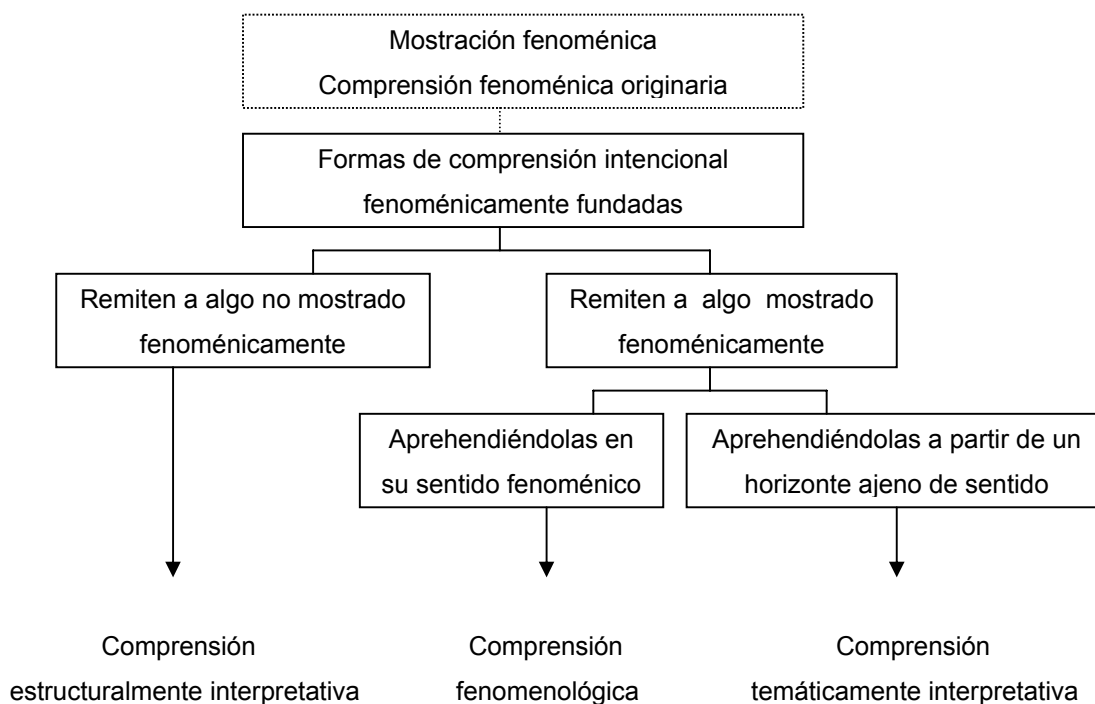 Mostración fenoménica
Comprensión fenoménica originaria
Formas de comprensión intencional
fenoménicamente fundadas
Remiten a algo no mostrado
fenoménicamente
Remiten a algo mostrado
fenoménicamente
Aprehendiéndolas en
su sentido fenoménico
Aprehendiéndolas a partir de un
horizonte ajeno de sentido
Comprensión
estructuralmente interpretativa
Comprensión
fenomenológica
Comprensión
temáticamente interpretativa